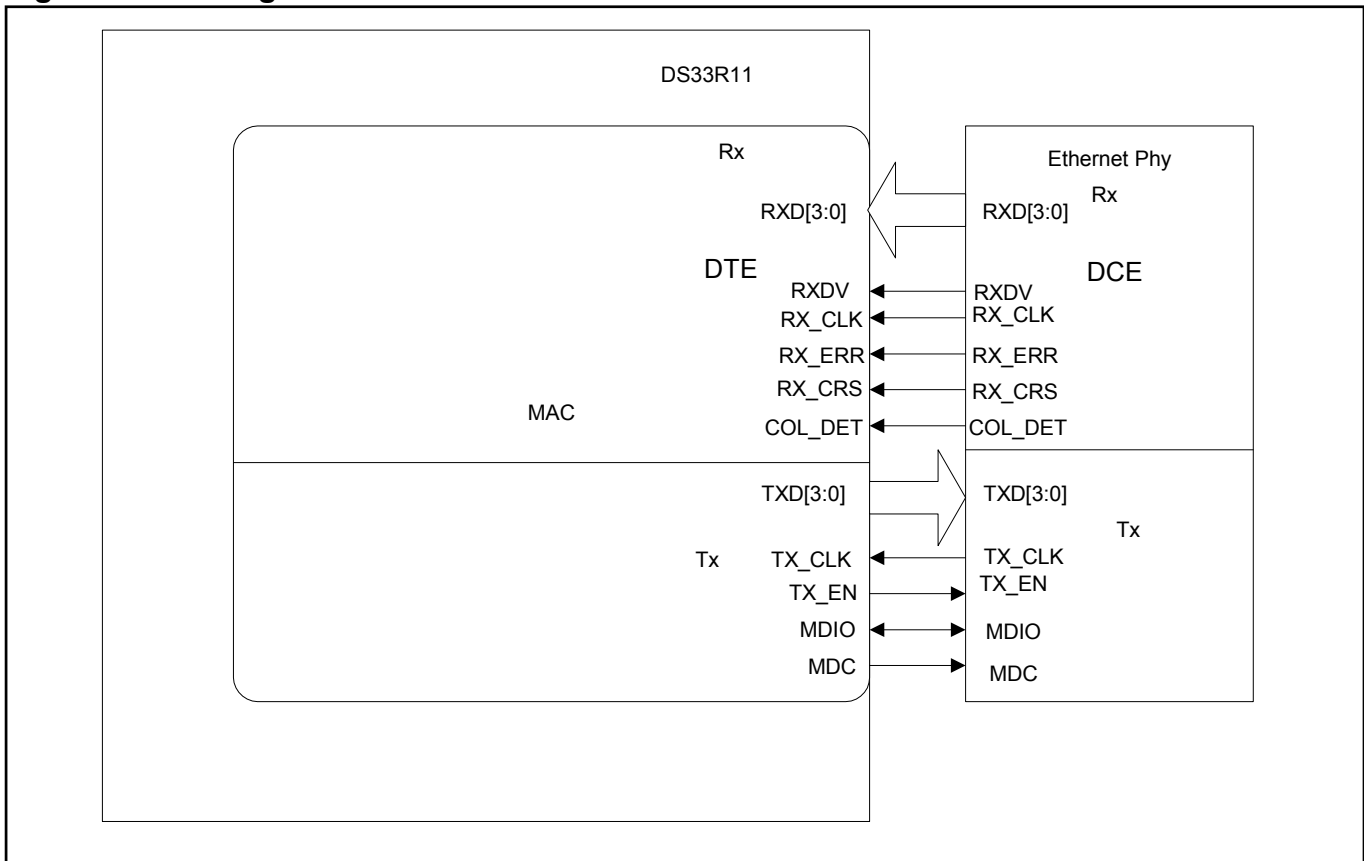 DS33R11
Rx
Ethernet Phy
Rx
RXD[3:0]
RXD[3:0]
DTE
DCE
RXDV
RXDV
RX_CLK
RX_CLK
RX_ERR
RX_ERR
RX_CRS
RX_CRS
MAC
COL_DET
COL_DET
TXD[3:0]
TXD[3:0]
Tx
Tx
TX_CLK
TX_CLK
TX_EN
TX_EN
MDIO
MDIO
MDC
MDC